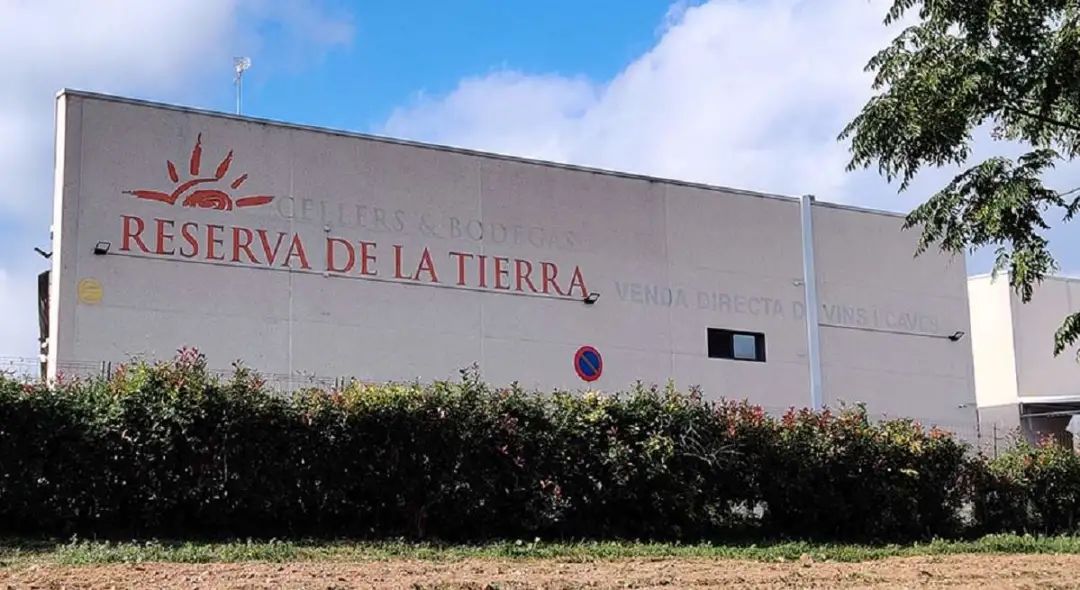 CELLERS & BODEGAS
RESERVA DE LA TIERRA
VENDA DIRECTA DE VINS I CAVES